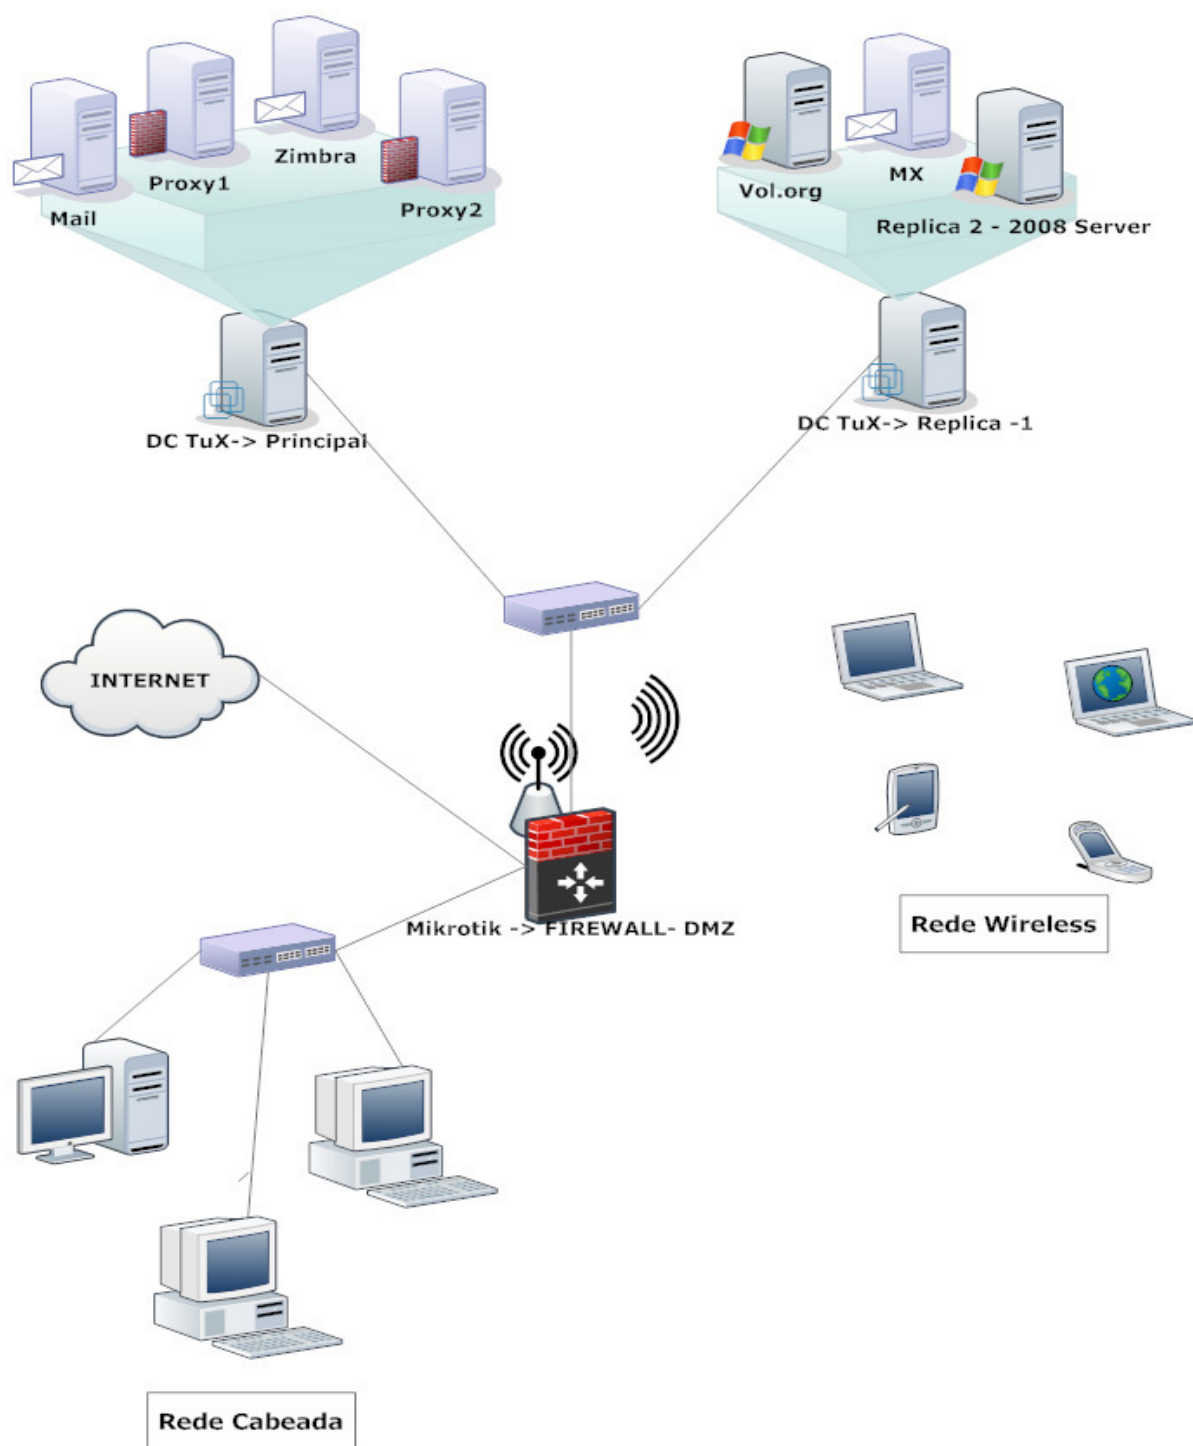 Zimbra
Proxy1
Mail
Proxy2
MX
Vol.org
Replica 2 - 2008 Server
DC TuX-> Principal
DC TuX-> Replica -1
INTERNET
Mikrotik -> FIREWALL- DMZ
Rede Wireless
Rede Cabeada